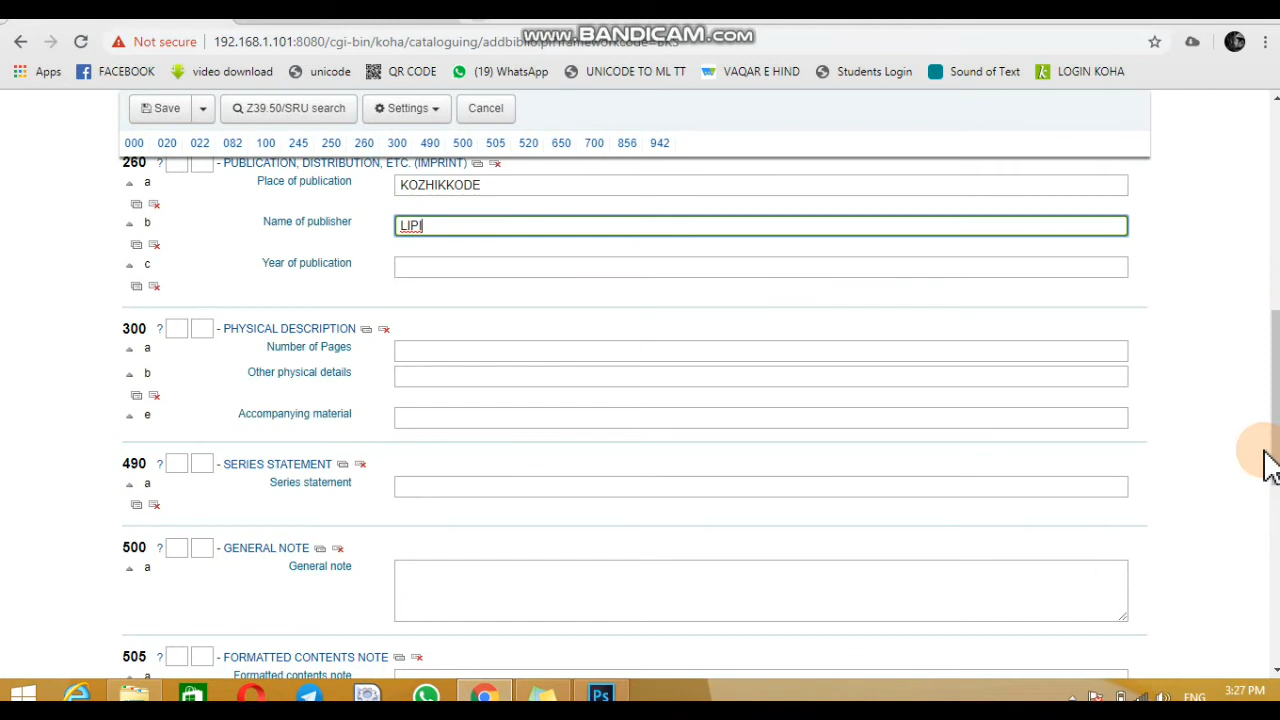 www.BANDICAM.com
Not secure 192.168.1.101:8080/cgi-bin/koha/cataloguing/addbiblio.pl?frameworkcode=BKS
Apps FACEBOOK video download unicode QR CODE (19) WhatsApp UNICODE TO ML TT VAQAR E HIND Students Login Sound of Text LOGIN KOHA
Save Z39.50/SRU search Settings Cancel
000 020 022 082 100 245 250 260 300 490 500 505 520 650 700 856 942
260 ? - PUBLICATION, DISTRIBUTION, ETC. (IMPRINT)
a Place of publication KOZHIKKODE
b Name of publisher LIPI
c Year of publication
300 ? - PHYSICAL DESCRIPTION
a Number of Pages
b Other physical details
e Accompanying material
490 ? - SERIES STATEMENT
a Series statement
500 ? - GENERAL NOTE
a General note
505 ? - FORMATTED CONTENTS NOTE
a Formatted contents note
Ps ENG 3:27 PM